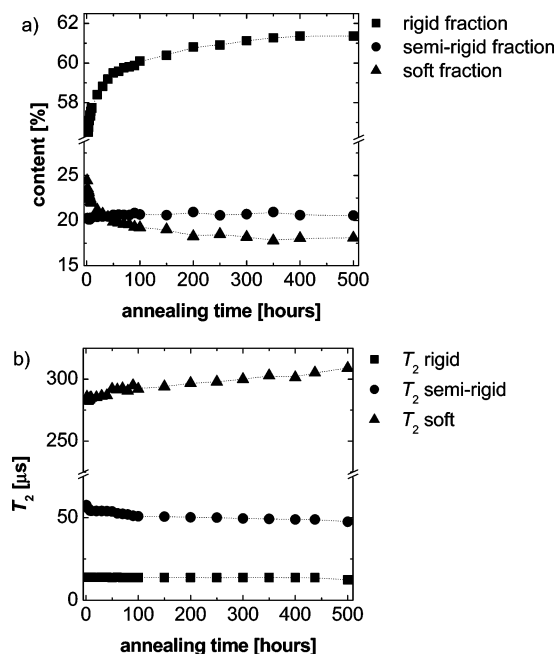 a)
62
60
58
25
20
15
content [%]
0 100 200 300 400 500
annealing time [hours]
rigid fraction
semi-rigid fraction
soft fraction
b)
300
250
50
0
T2 [μs]
0 100 200 300 400 500
annealing time [hours]
T2 rigid
T2 semi-rigid
T2 soft